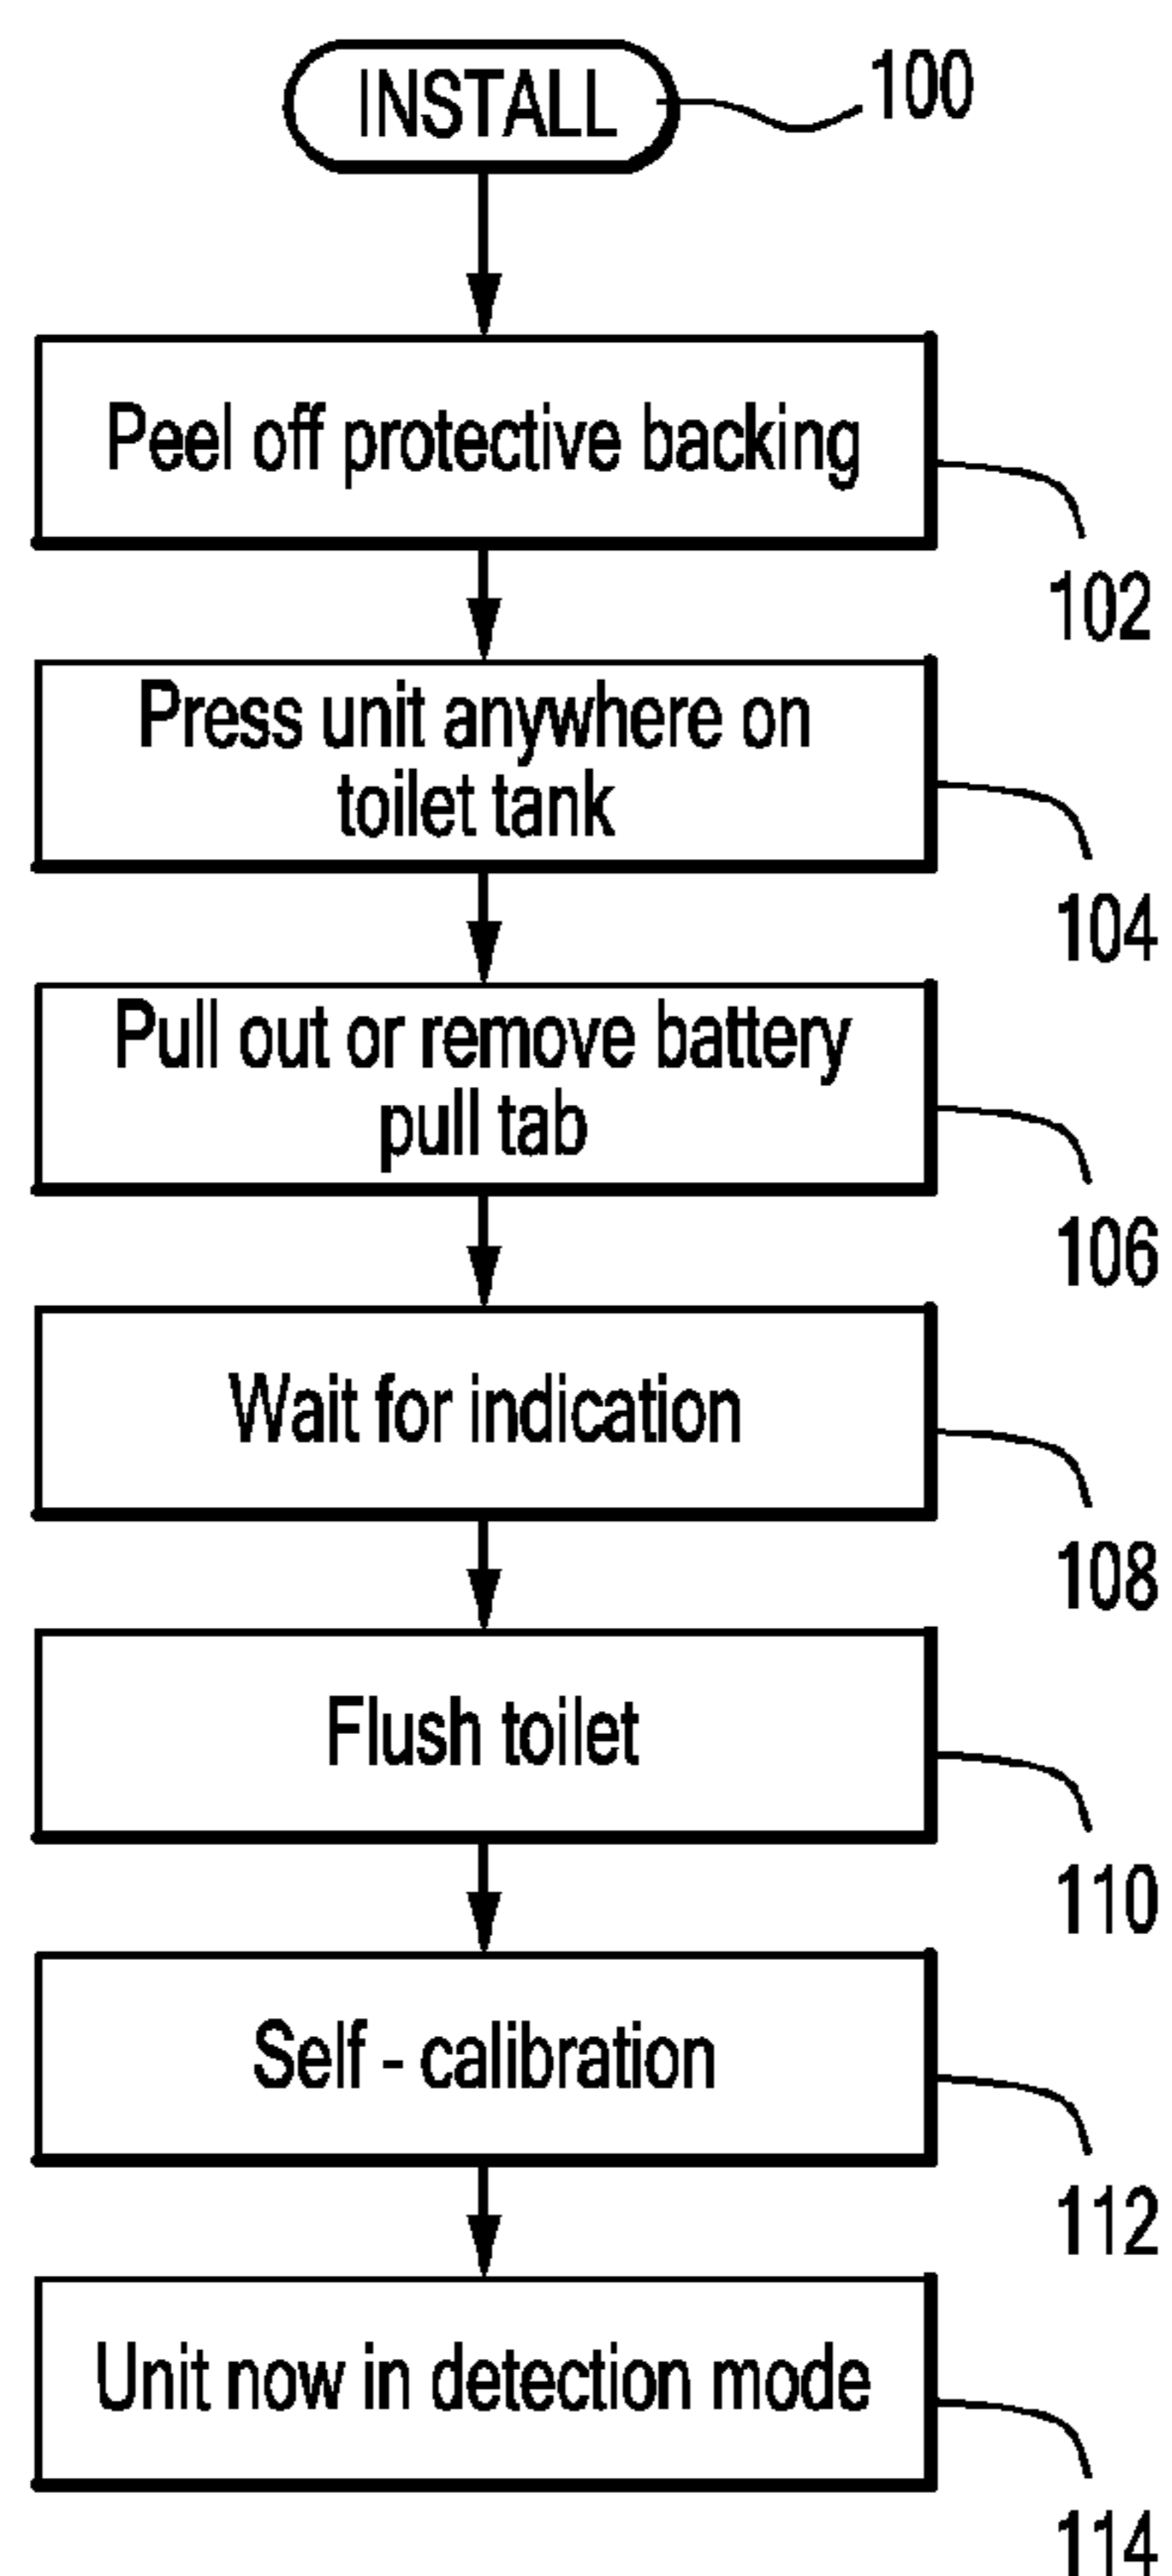 INSTALL
100
Peel off protective backing
102
Press unit anywhere on
toilet tank
104
Pull out or remove battery
pull tab
106
Wait for indication
108
Flush toilet
110
Self - calibration
112
Unit now in detection mode
114